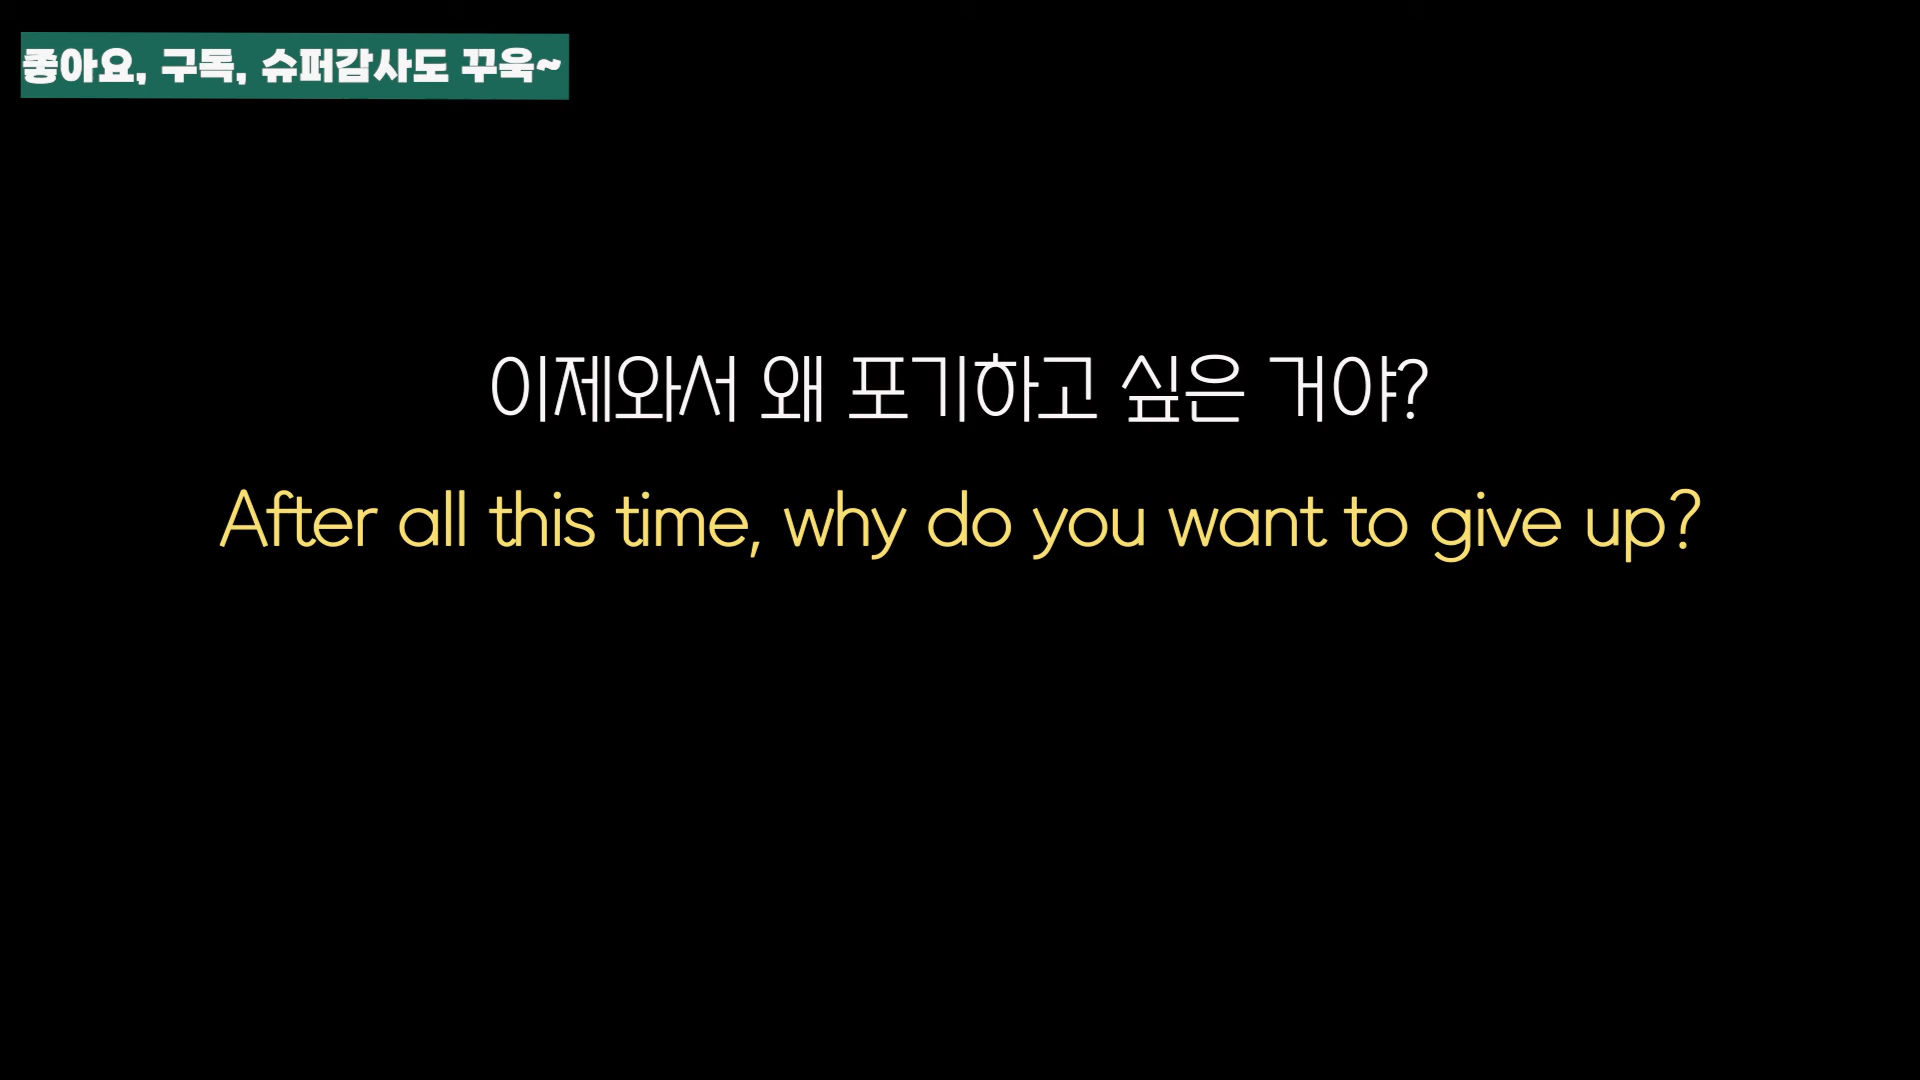 좋아요, 구독, 슈퍼감사도 꾸욱~
이제와서 왜 포기하고 싶은 거야?
After all this time, why do you want to give up?